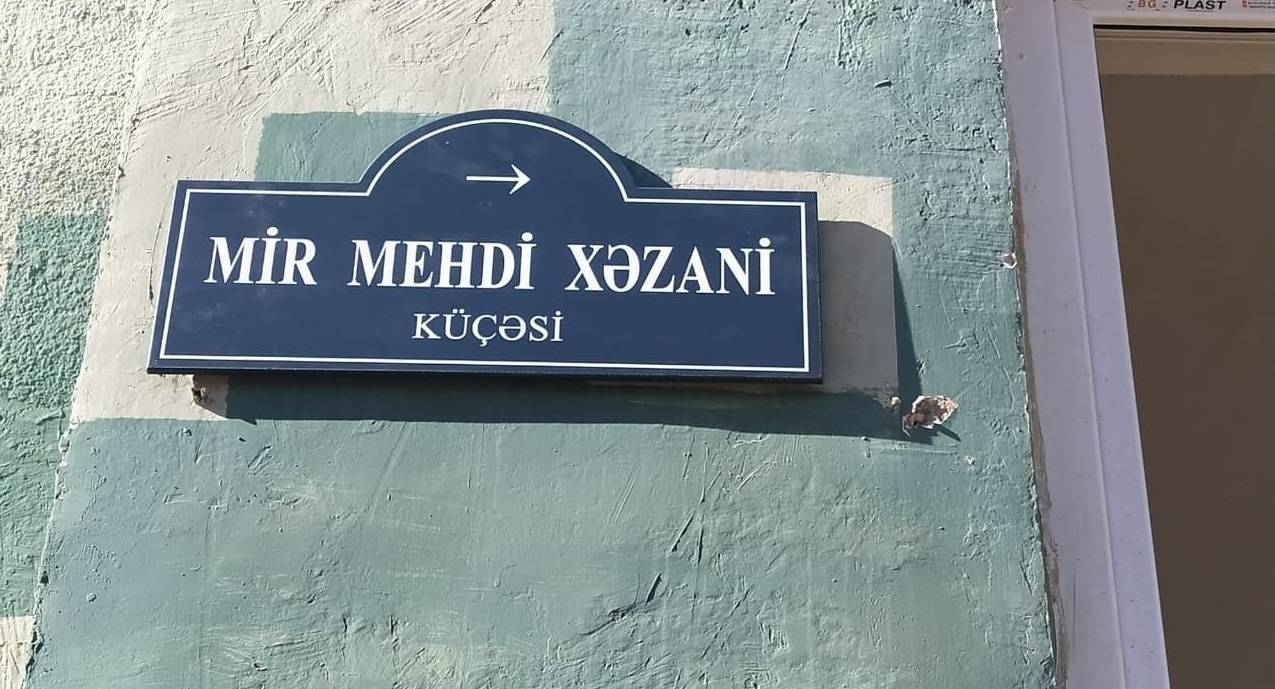 BG PLAST
→
MİR MEHDİ XƏZANİ
KÜÇƏSİ